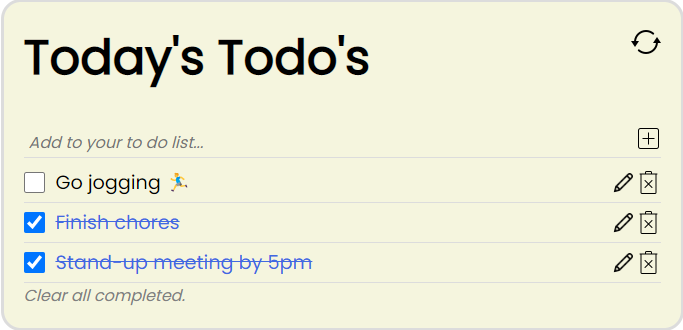 Today's Todo's
Add to your to do list...
Go jogging 🏃‍♂️
Finish chores
Stand-up meeting by 5pm
Clear all completed.